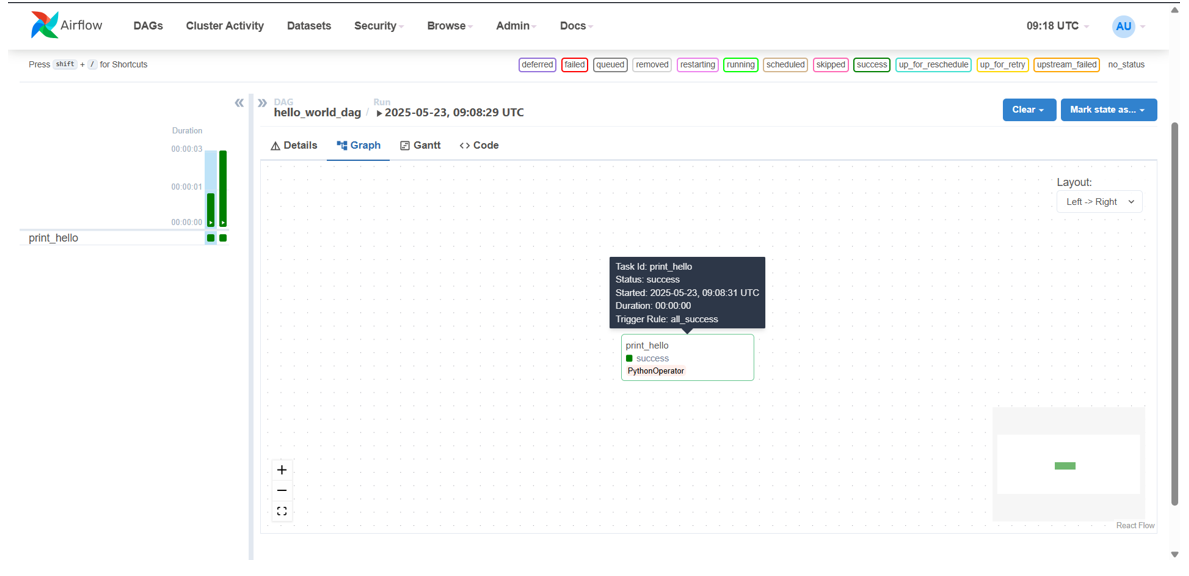 Airflow
DAGs Cluster Activity Datasets Security Browse Admin Docs 09:18 UTC AU
Press shift + / for Shortcuts deferred failed queued removed restarting running scheduled skipped success up_for_reschedule up_for_retry upstream_failed no_status
« » DAG Run
hello_world_dag / 2025-05-23, 09:08:29 UTC Clear Mark state as...
Duration
00:00:03
00:00:01
00:00:00
print_hello
Details Graph Gantt <> Code
Layout:
Left -> Right
Task Id: print_hello
Status: success
Started: 2025-05-23, 09:08:31 UTC
Duration: 00:00:00
Trigger Rule: all_success
print_hello
success
PythonOperator
+
−
React Flow